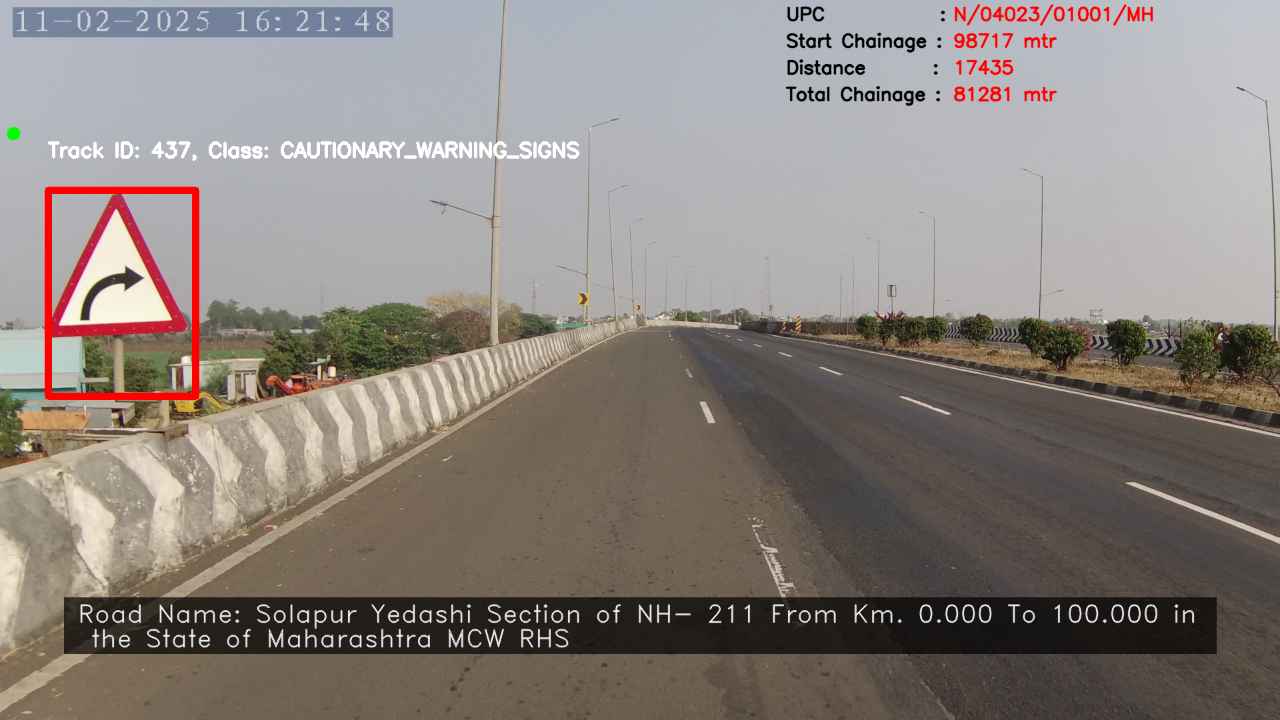 11-02-2025 16:21:48
UPC : N/04023/01001/MH
Start Chainage : 98717 mtr
Distance : 17435
Total Chainage : 81281 mtr
Track ID: 437, Class: CAUTIONARY_WARNING_SIGNS
Road Name: Solapur Yedashi Section of NH- 211 From Km. 0.000 To 100.000 in
the State of Maharashtra MCW RHS